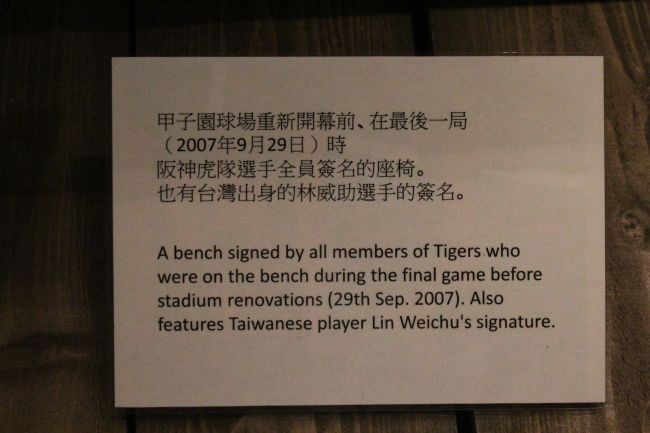 甲子園球場重新開幕前、在最後一局
（2007年9月29日）時
阪神虎隊選手全員簽名的座椅。
也有台灣出身的林威助選手的簽名。
A bench signed by all members of Tigers who
were on the bench during the final game before
stadium renovations (29th Sep. 2007). Also
features Taiwanese player Lin Weichu's signature.